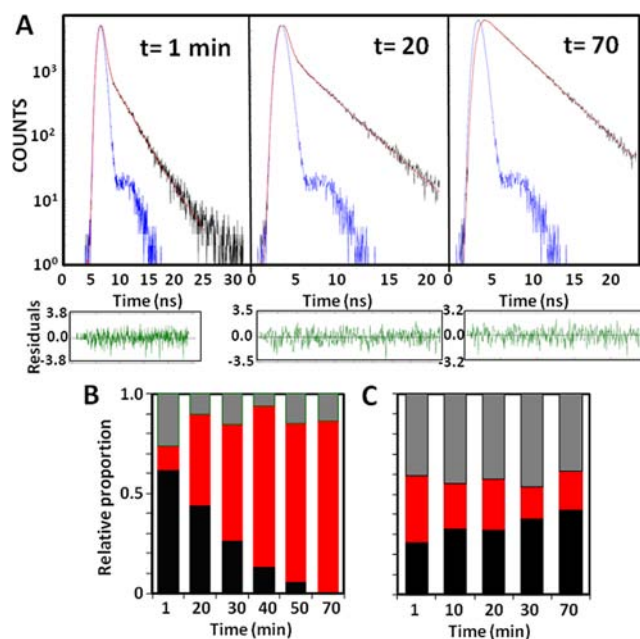 A
t= 1 min
t= 20
t= 70
COUNTS
10³
10²
10¹
10⁰
0 5 10 15 20 25 30
0 5 10 15 20
0 5 10 15 20
Time (ns)
Time (ns)
Time (ns)
Residuals
3.8
0.0
-3.8
3.5
0.0
-3.5
3.2
0.0
-3.2
B
C
Relative proportion
1.0
0.5
0
1 20 30 40 50 70
1 10 20 30 70
Time (min)
Time (min)